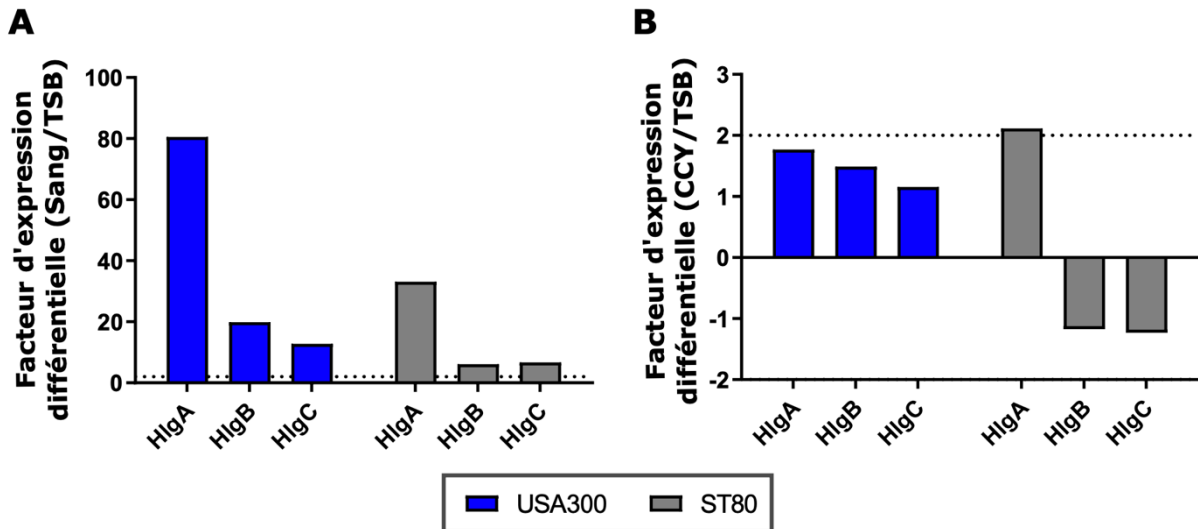 A
Facteur d'expression
différentielle (Sang/TSB)
100
80
60
40
20
0
HlgA
HlgB
HlgC
HlgA
HlgB
HlgC
B
Facteur d'expression
différentielle (CCY/TSB)
3
2
1
0
-1
-2
HlgA
HlgB
HlgC
HlgA
HlgB
HlgC
USA300
ST80